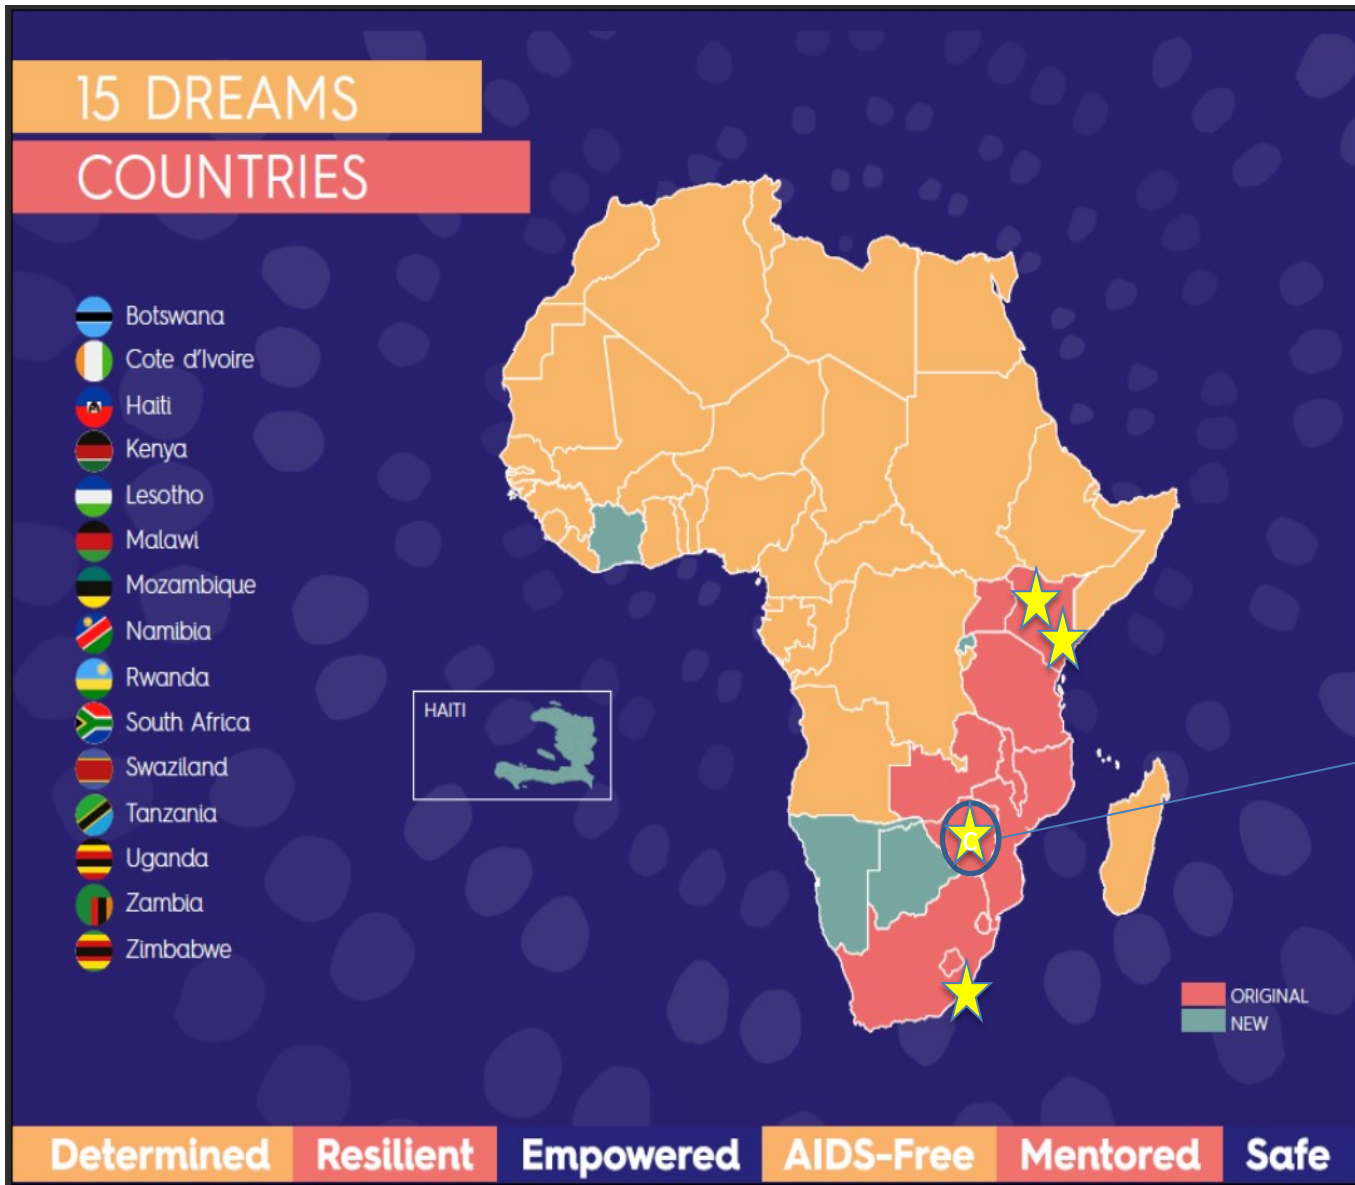 15 DREAMS
COUNTRIES
Botswana
Cote d'Ivoire
Haiti
Kenya
Lesotho
Malawi
Mozambique
Namibia
Rwanda
South Africa
Swaziland
Tanzania
Uganda
Zambia
Zimbabwe
HAITI
C
ORIGINAL
NEW
Determined Resilient Empowered AIDS-Free Mentored Safe